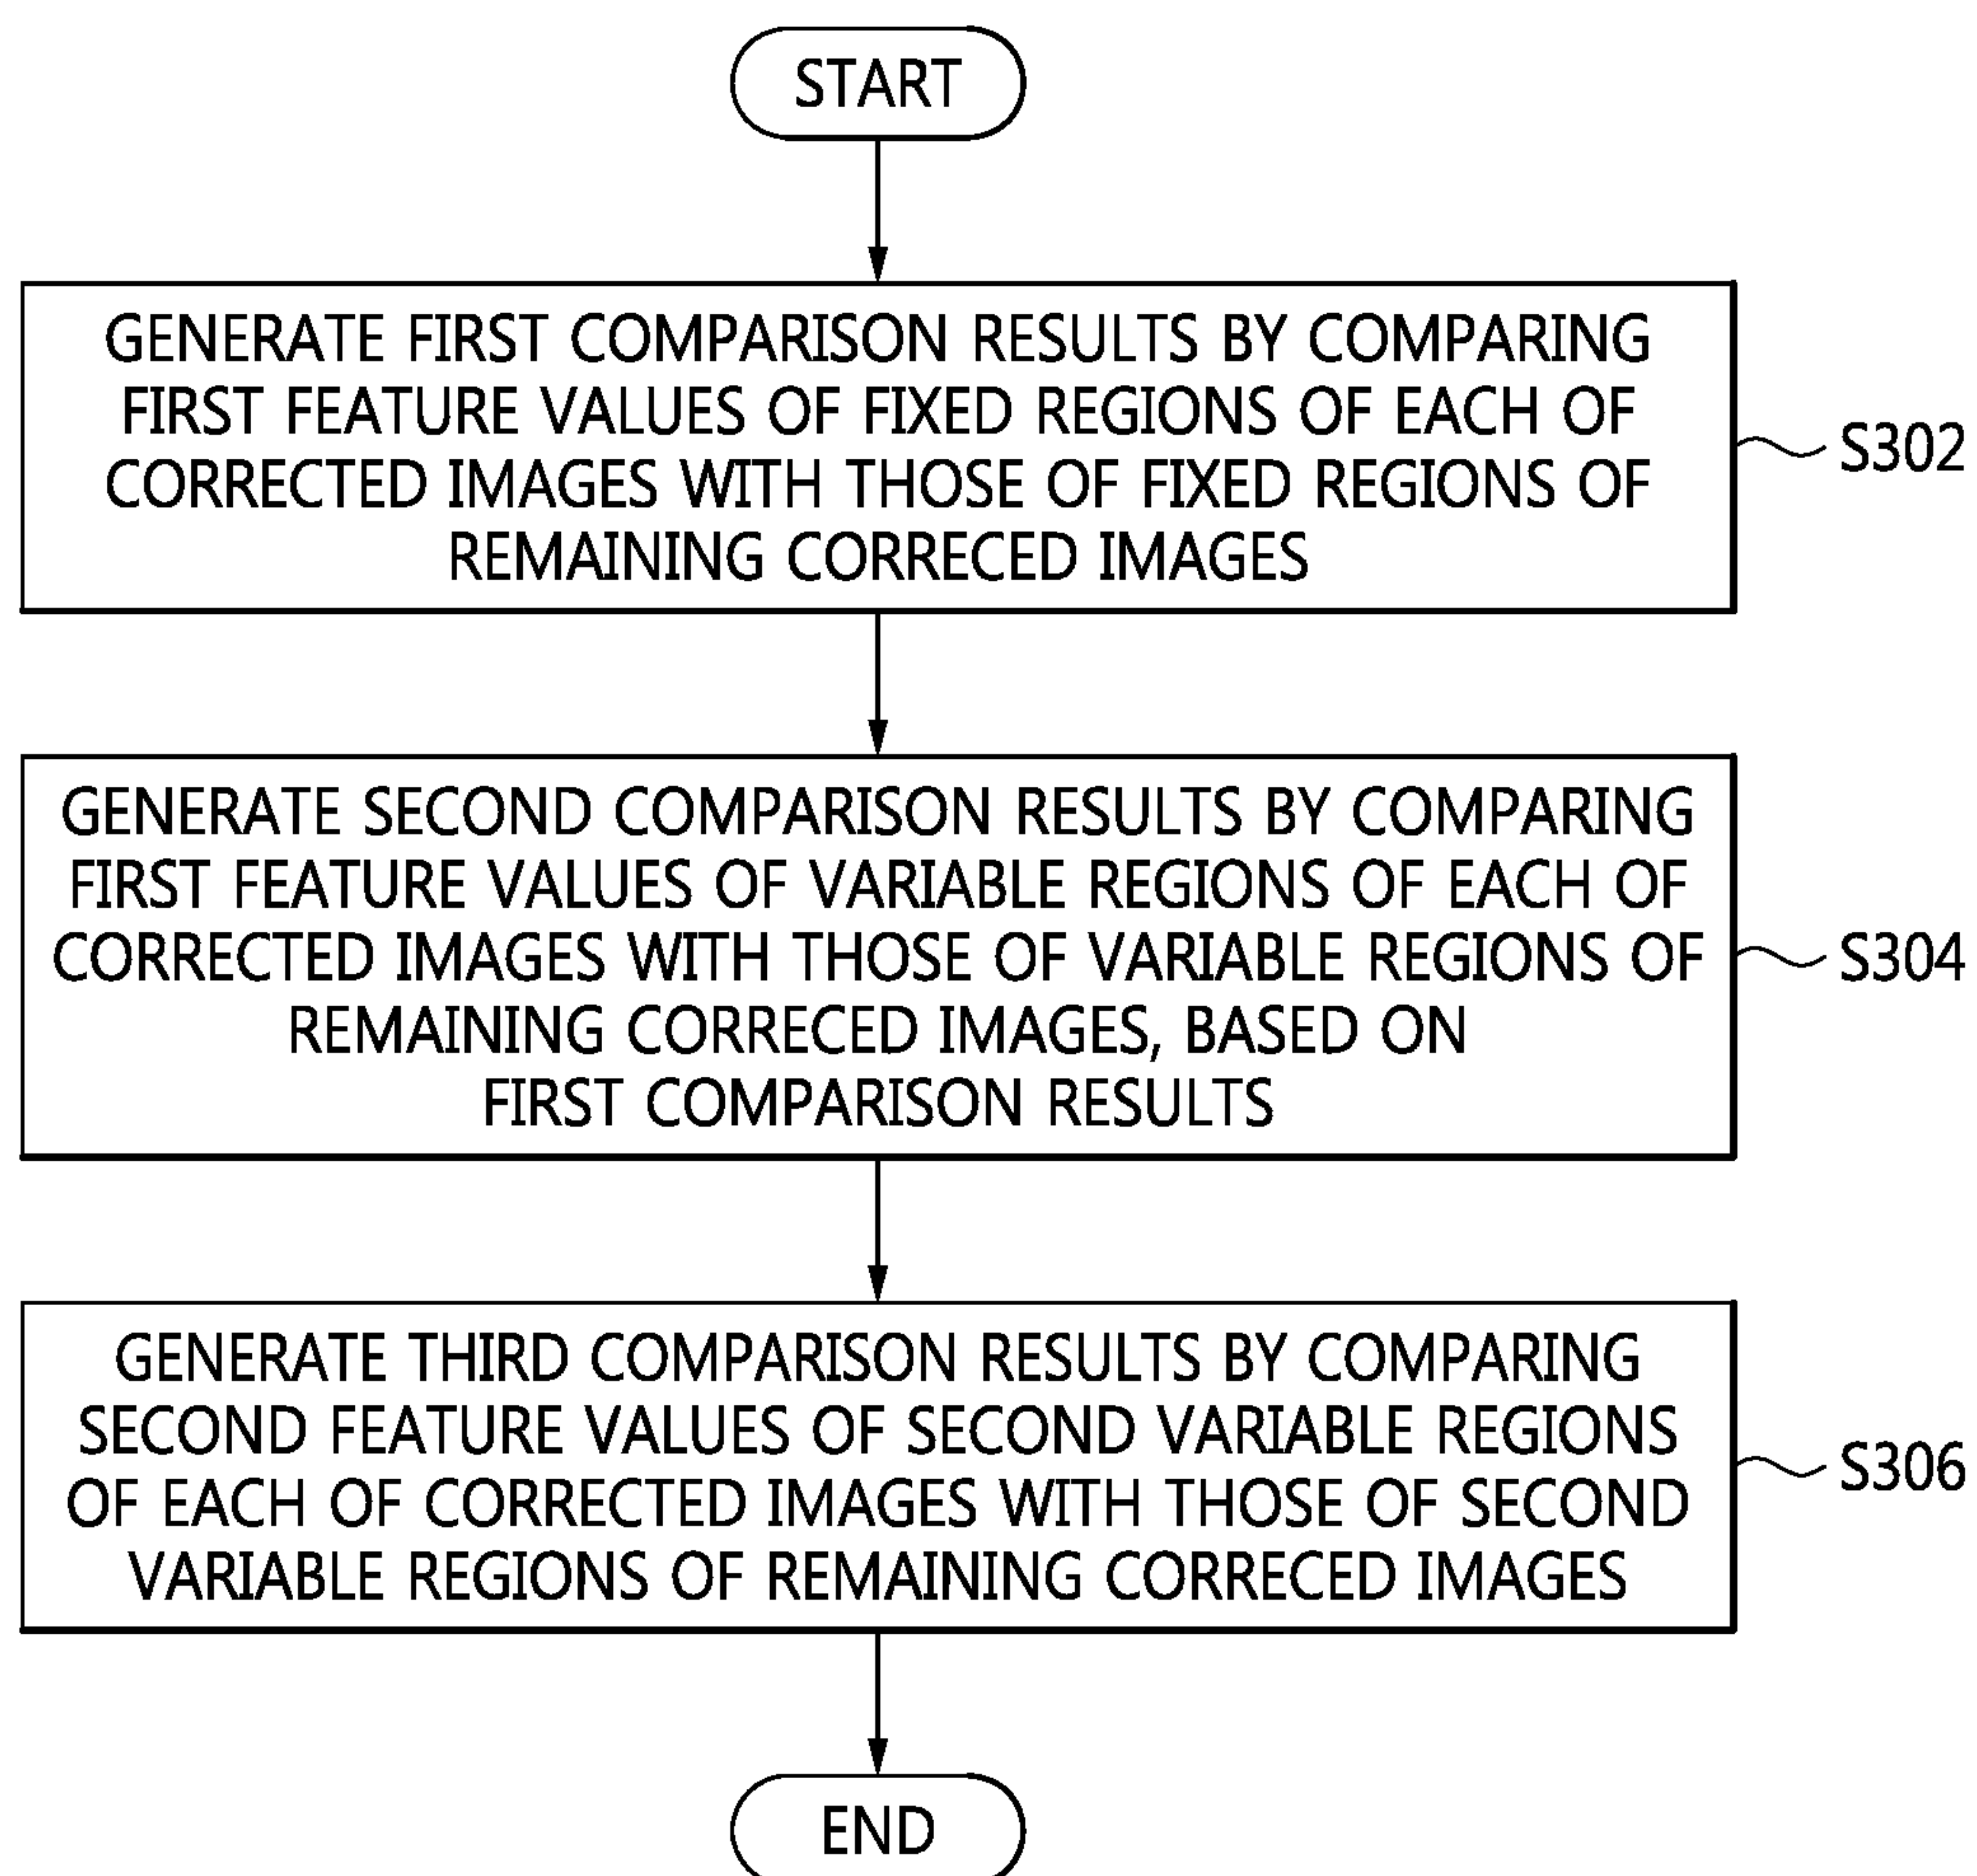 START
GENERATE FIRST COMPARISON RESULTS BY COMPARING
FIRST FEATURE VALUES OF FIXED REGIONS OF EACH OF
CORRECTED IMAGES WITH THOSE OF FIXED REGIONS OF
REMAINING CORRECED IMAGES
S302
GENERATE SECOND COMPARISON RESULTS BY COMPARING
FIRST FEATURE VALUES OF VARIABLE REGIONS OF EACH OF
CORRECTED IMAGES WITH THOSE OF VARIABLE REGIONS OF
REMAINING CORRECED IMAGES, BASED ON
FIRST COMPARISON RESULTS
S304
GENERATE THIRD COMPARISON RESULTS BY COMPARING
SECOND FEATURE VALUES OF SECOND VARIABLE REGIONS
OF EACH OF CORRECTED IMAGES WITH THOSE OF SECOND
VARIABLE REGIONS OF REMAINING CORRECED IMAGES
S306
END